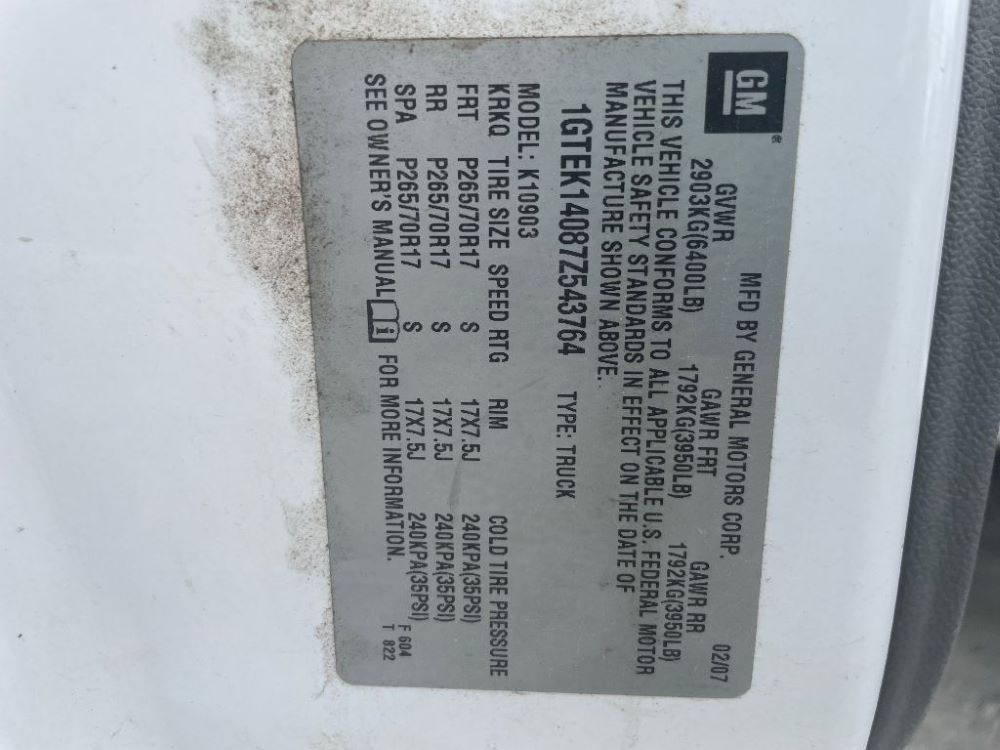 GM®
MFD BY GENERAL MOTORS CORP. 02/07
GVWR GAWR FRT GAWR RR
2903KG(6400LB) 1792KG(3950LB) 1792KG(3950LB)
THIS VEHICLE CONFORMS TO ALL APPLICABLE U.S. FEDERAL MOTOR
VEHICLE SAFETY STANDARDS IN EFFECT ON THE DATE OF
MANUFACTURE SHOWN ABOVE.
1GTEK14087Z543764 TYPE: TRUCK
MODEL: K10903
KRKQ TIRE SIZE SPEED RTG RIM COLD TIRE PRESSURE
FRT P265/70R17 S 17X7.5J 240KPA(35PSI)
RR P265/70R17 S 17X7.5J 240KPA(35PSI)
SPA P265/70R17 S 17X7.5J 240KPA(35PSI)
SEE OWNER'S MANUAL i FOR MORE INFORMATION.
F 604
T 822